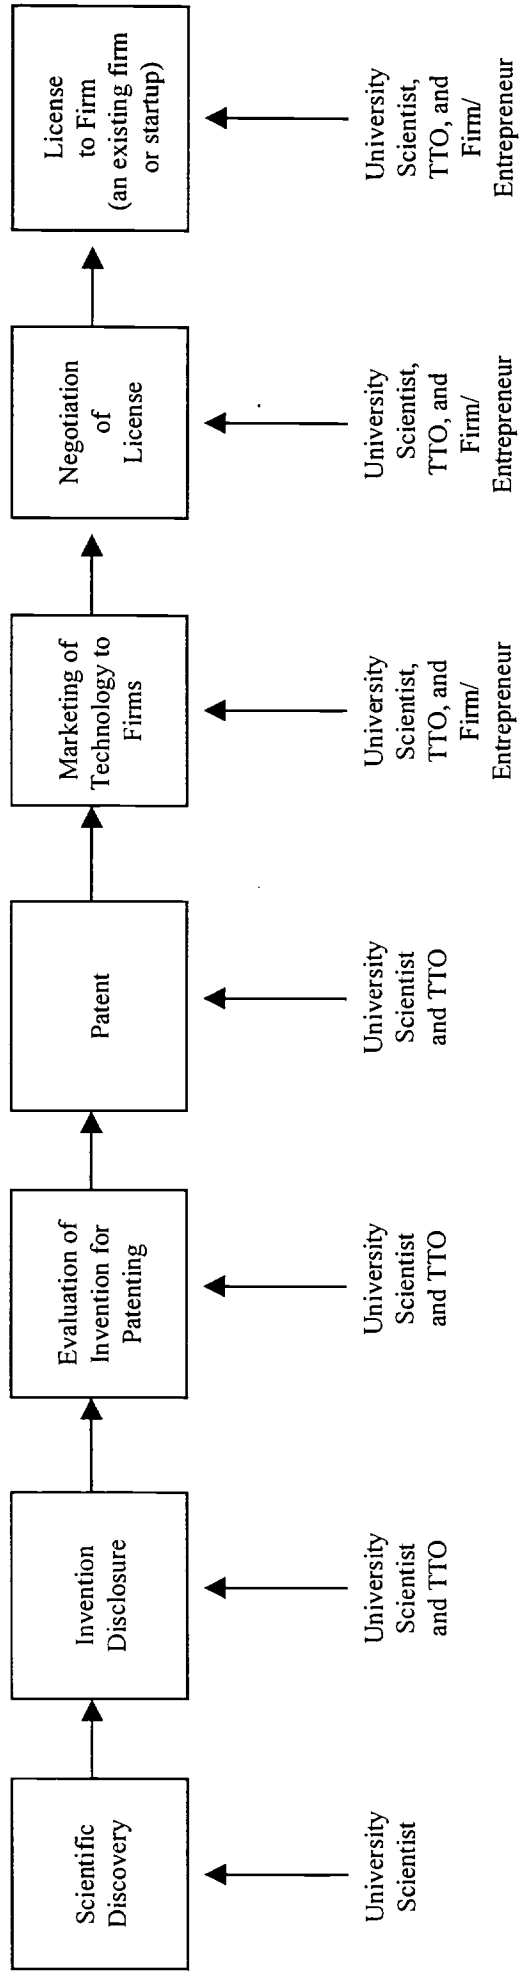 Scientific
Discovery
Invention
Disclosure
Evaluation of
Invention for
Patenting
Patent
Marketing of
Technology to
Firms
Negotiation
of
License
License
to Firm
(an existing firm
or startup)
University
Scientist
University
Scientist
and TTO
University
Scientist
and TTO
University
Scientist
and TTO
University
Scientist,
TTO, and
Firm/
Entrepreneur
University
Scientist,
TTO, and
Firm/
Entrepreneur
University
Scientist,
TTO, and
Firm/
Entrepreneur